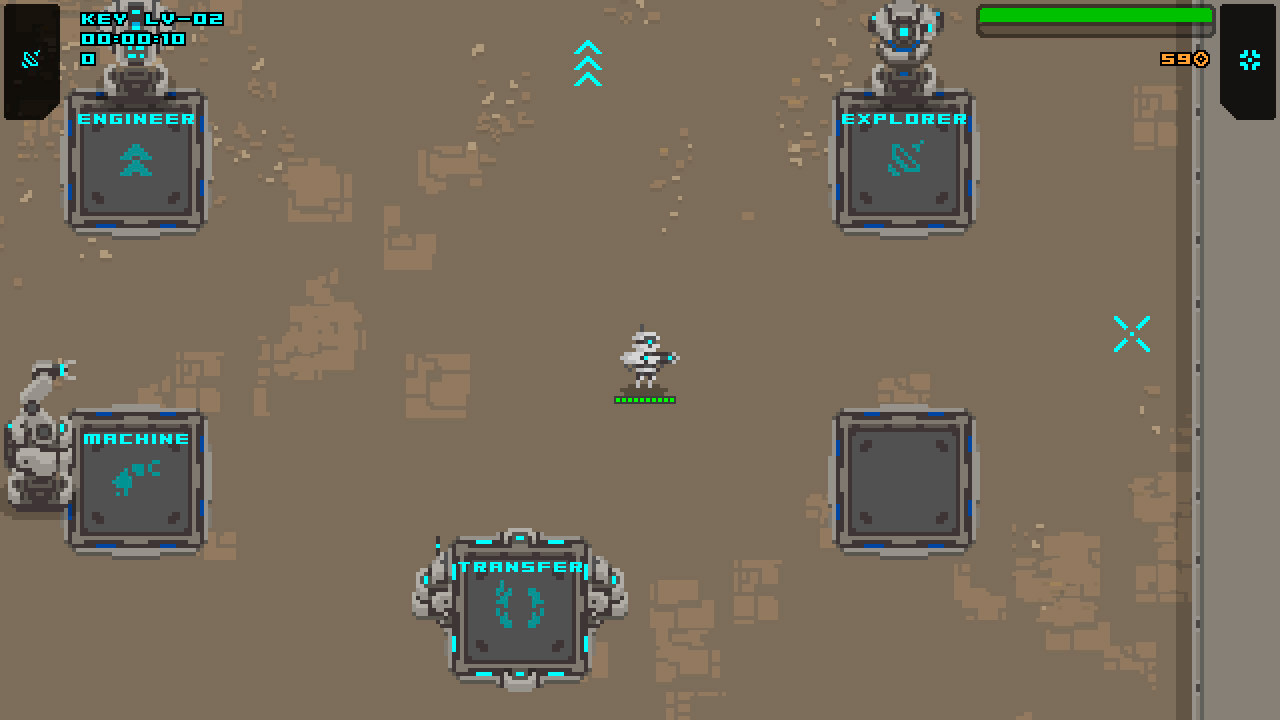 KEY LV-02
00:00:10
0
59
ENGINEER
EXPLORER
MACHINE
TRANSFER